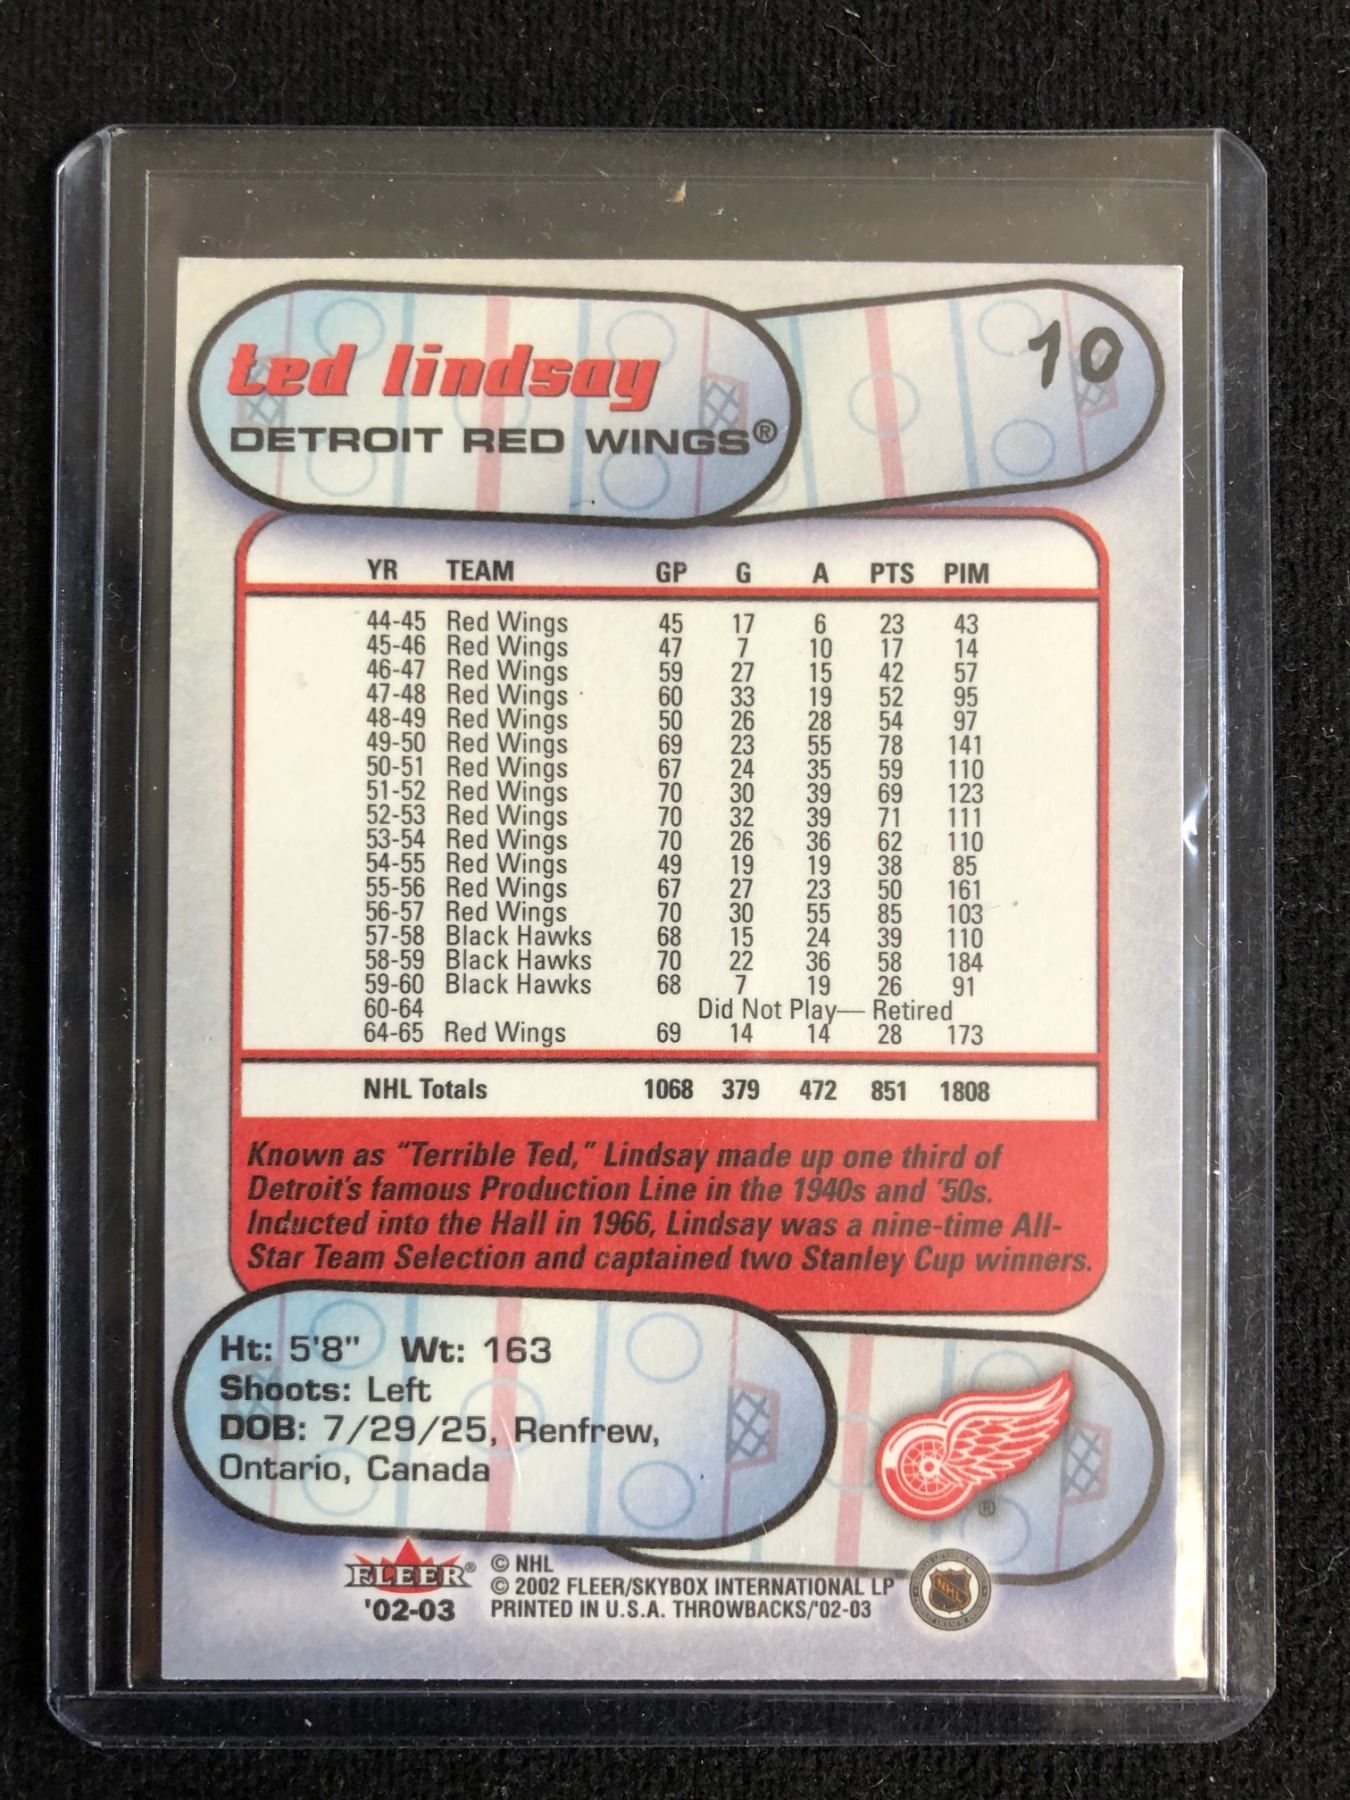 ted lindsay
10
DETROIT RED WINGS®
YR TEAM GP G A PTS PIM
44-45 Red Wings 45 17 6 23 43
45-46 Red Wings 47 7 10 17 14
46-47 Red Wings 59 27 15 42 57
47-48 Red Wings 60 33 19 52 95
48-49 Red Wings 50 26 28 54 97
49-50 Red Wings 69 23 55 78 141
50-51 Red Wings 67 24 35 59 110
51-52 Red Wings 70 30 39 69 123
52-53 Red Wings 70 32 39 71 111
53-54 Red Wings 70 26 36 62 110
54-55 Red Wings 49 19 19 38 85
55-56 Red Wings 67 27 23 50 161
56-57 Red Wings 70 30 55 85 103
57-58 Black Hawks 68 15 24 39 110
58-59 Black Hawks 70 22 36 58 184
59-60 Black Hawks 68 7 19 26 91
60-64 Did Not Play— Retired
64-65 Red Wings 69 14 14 28 173
NHL Totals 1068 379 472 851 1808
Known as "Terrible Ted," Lindsay made up one third of
Detroit's famous Production Line in the 1940s and '50s.
Inducted into the Hall in 1966, Lindsay was a nine-time All-
Star Team Selection and captained two Stanley Cup winners.
Ht: 5'8" Wt: 163
Shoots: Left
DOB: 7/29/25, Renfrew,
Ontario, Canada
®
FLEER®
'02-03
© NHL
© 2002 FLEER/SKYBOX INTERNATIONAL LP
PRINTED IN U.S.A. THROWBACKS/'02-03
NHL